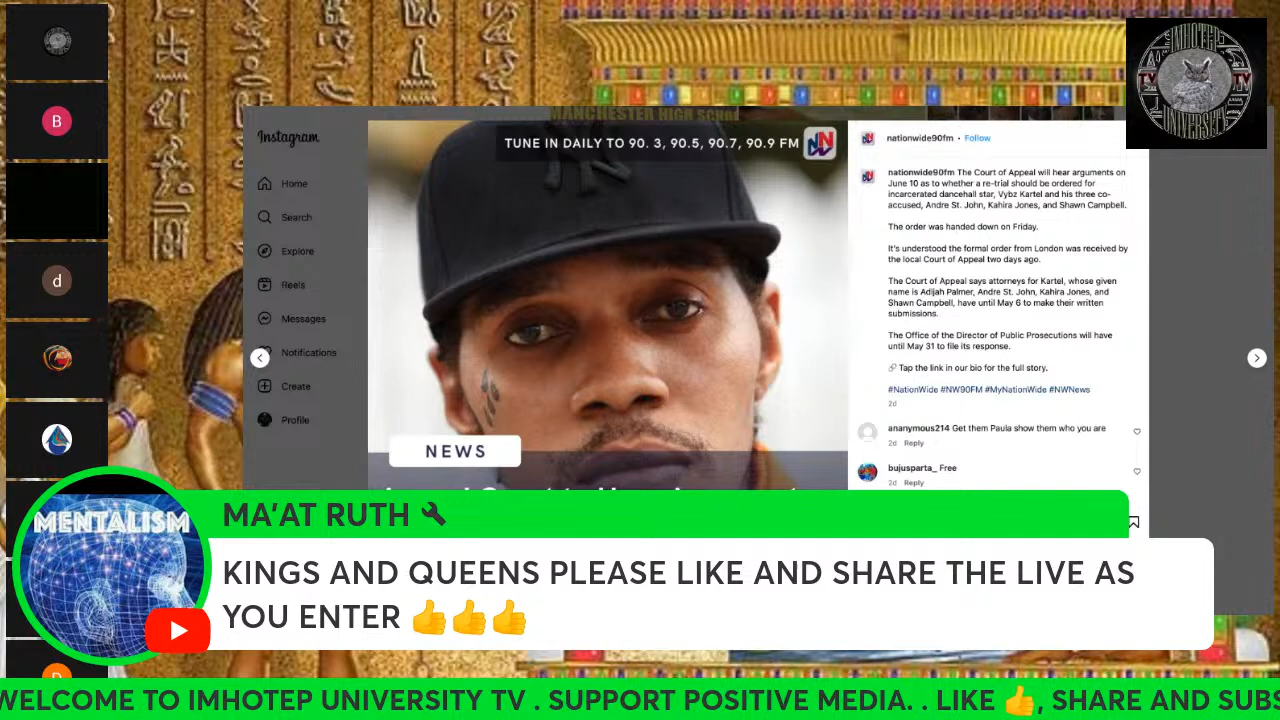 MANCHESTER HIGH SCHOOL
IMHOTEP
TV TV
UNIVERSITY
B
d
Instagram
Home
Search
Explore
Reels
Messages
Notifications
Create
Profile
TUNE IN DAILY TO 90. 3, 90.5, 90.7, 90.9 FM
NEWS
nationwide90fm • Follow
nationwide90fm The Court of Appeal will hear arguments on
June 10 as to whether a re-trial should be ordered for
incarcerated dancehall star, Vybz Kartel and his three co-
accused, Andre St. John, Kahira Jones, and Shawn Campbell.
The order was handed down on Friday.
It's understood the formal order from London was received by
the local Court of Appeal two days ago.
The Court of Appeal says attorneys for Kartel, whose given
name is Adijah Palmer, Andre St. John, Kahira Jones, and
Shawn Campbell, have until May 6 to make their written
submissions.
The Office of the Director of Public Prosecutions will have
until May 31 to file its response.
🔗 Tap the link in our bio for the full story.
#NationWide #NW90FM #MyNationWide #NWNews
2d
ananymous214 Get them Paula show them who you are
2d Reply
bujusparta_ Free
2d Reply
MENTALISM
MA'AT RUTH 🔧
KINGS AND QUEENS PLEASE LIKE AND SHARE THE LIVE AS
YOU ENTER 👍👍👍
WELCOME TO IMHOTEP UNIVERSITY TV . SUPPORT POSITIVE MEDIA. . LIKE 👍, SHARE AND SUBS